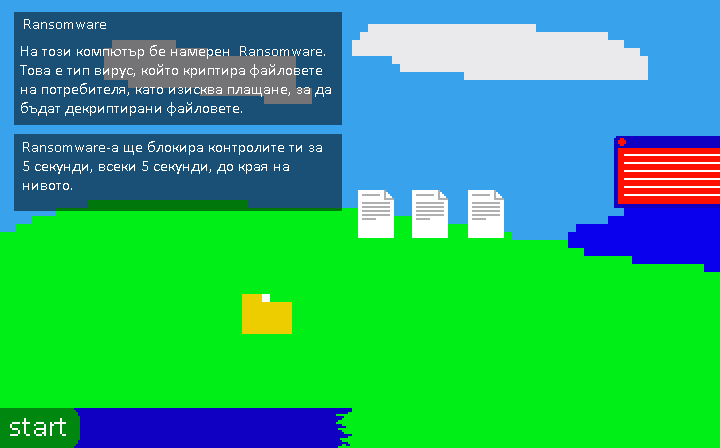 Ransomware
На този компютър бе намерен  Ransomware.
Това е тип вирус, който криптира файловете
на потребителя, като изисква плащане, за да
бъдат декриптирани файловете.
Ransomware-а ще блокира контролите ти за
5 секунди, всеки 5 секунди, до края на
нивото.
start